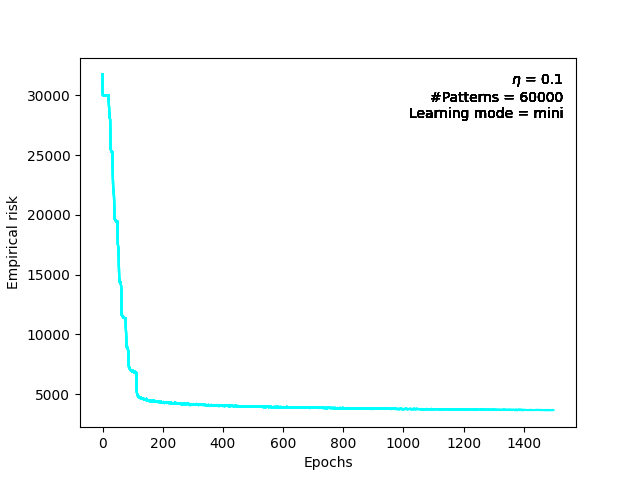 η = 0.1
#Patterns = 60000
Learning mode = mini
30000
25000
20000
15000
10000
5000
Empirical risk
0 200 400 600 800 1000 1200 1400
Epochs